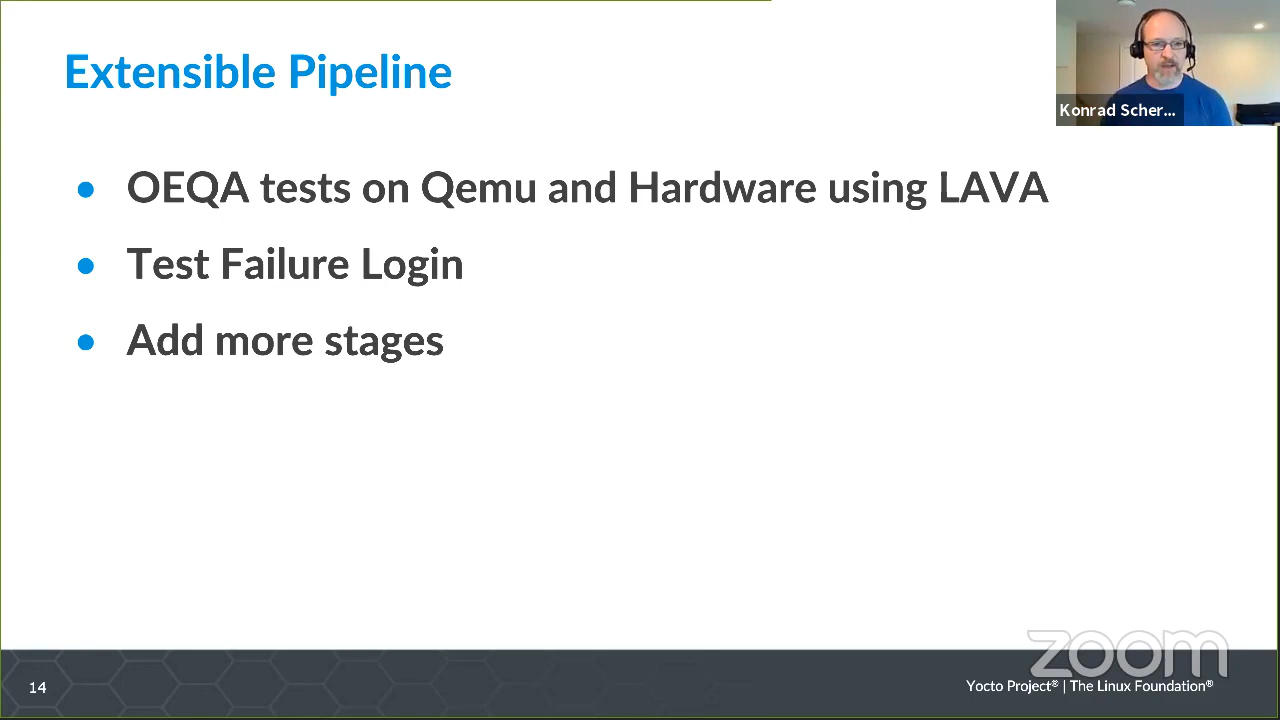 Extensible Pipeline
Konrad Scher...
• OEQA tests on Qemu and Hardware using LAVA
• Test Failure Login
• Add more stages
zoom
14
Yocto Project® | The Linux Foundation®